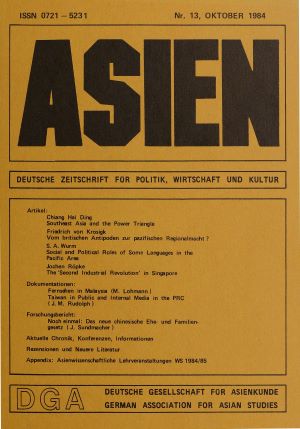 ISSN 0721-5231 Nr. 13, OKTOBER 1984
ASIEN
DEUTSCHE ZEITSCHRIFT FÜR POLITIK, WIRTSCHAFT UND KULTUR
Artikel:
Chiang Hai Ding
Southeast Asia and the Power Triangle
Friedrich von Krosigk
Vom britischen Antipoden zur pazifischen Regionalmacht?
S. A. Wurm
Social and Political Roles of Some Languages in the
Pacific Area
Jochen Röpke
The 'Second Industrial Revolution' in Singapore
Dokumentationen:
Fernsehen in Malaysia (M. Lohmann)
Taiwan in Public and Internal Media in the PRC
(J. M. Rudolph)
Forschungsbericht:
Noch einmal: Das neue chinesische Ehe- und Familien-
gesetz (J. Sundmacher)
Aktuelle Chronik, Konferenzen, Informationen
Rezensionen und Neuere Literatur
Appendix: Asienwissenschaftliche Lehrveranstaltungen WS 1984/85
DGA
DEUTSCHE GESELLSCHAFT FÜR ASIENKUNDE
GERMAN ASSOCIATION FOR ASIAN STUDIES